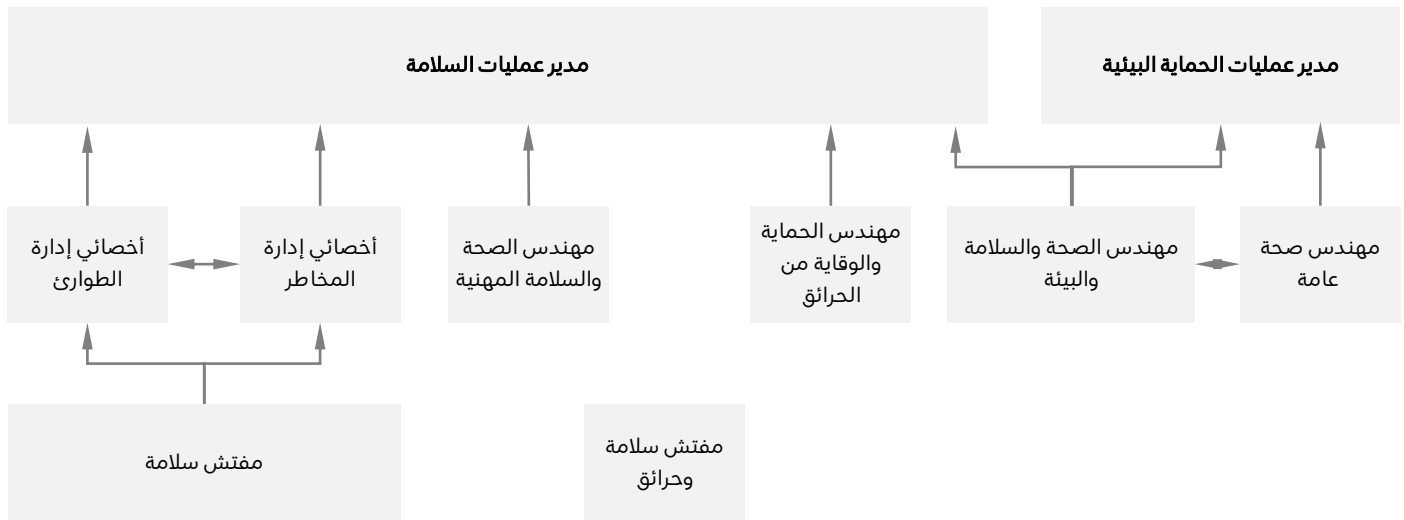 مدير عمليات الحماية البيئية
مدير عمليات السلامة
مهندس صحة
عامة
مهندس الصحة والسلامة
والبيئة
مهندس الحماية
والوقاية من
الحرائق
مهندس الصحة
والسلامة المهنية
أخصائي إدارة
المخاطر
أخصائي إدارة
الطوارئ
مفتش سلامة
وحرائق
مفتش سلامة